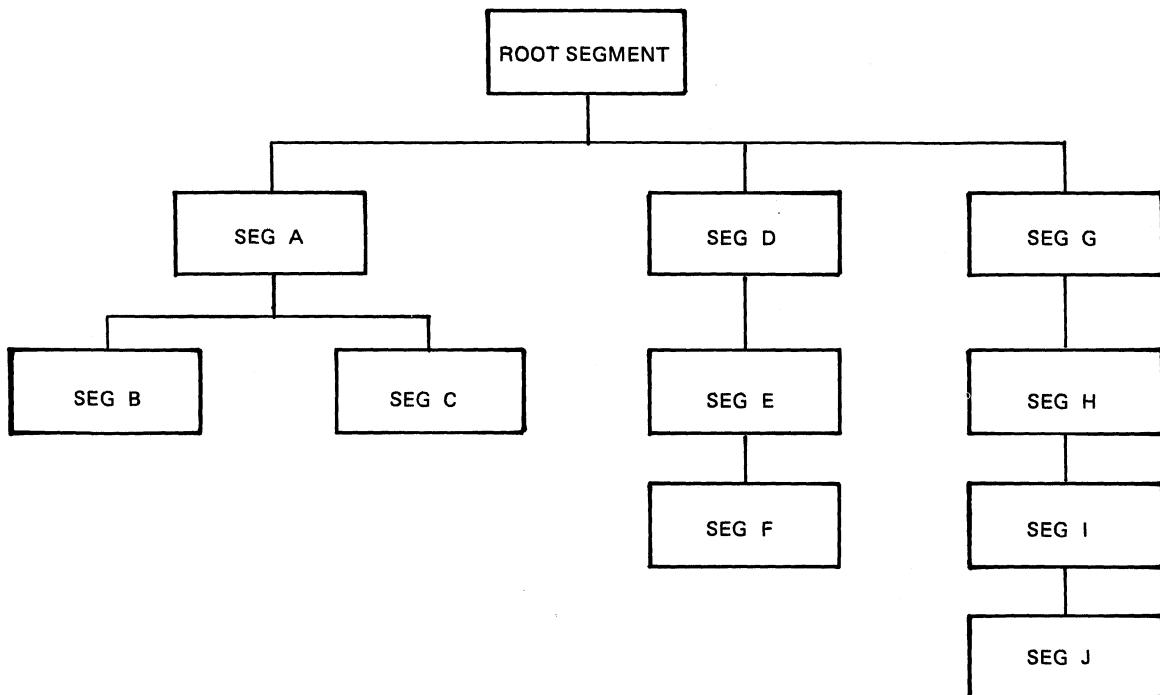 ROOT SEGMENT
SEG A
SEG D
SEG G
SEG B
SEG C
SEG E
SEG H
SEG F
SEG I
SEG J